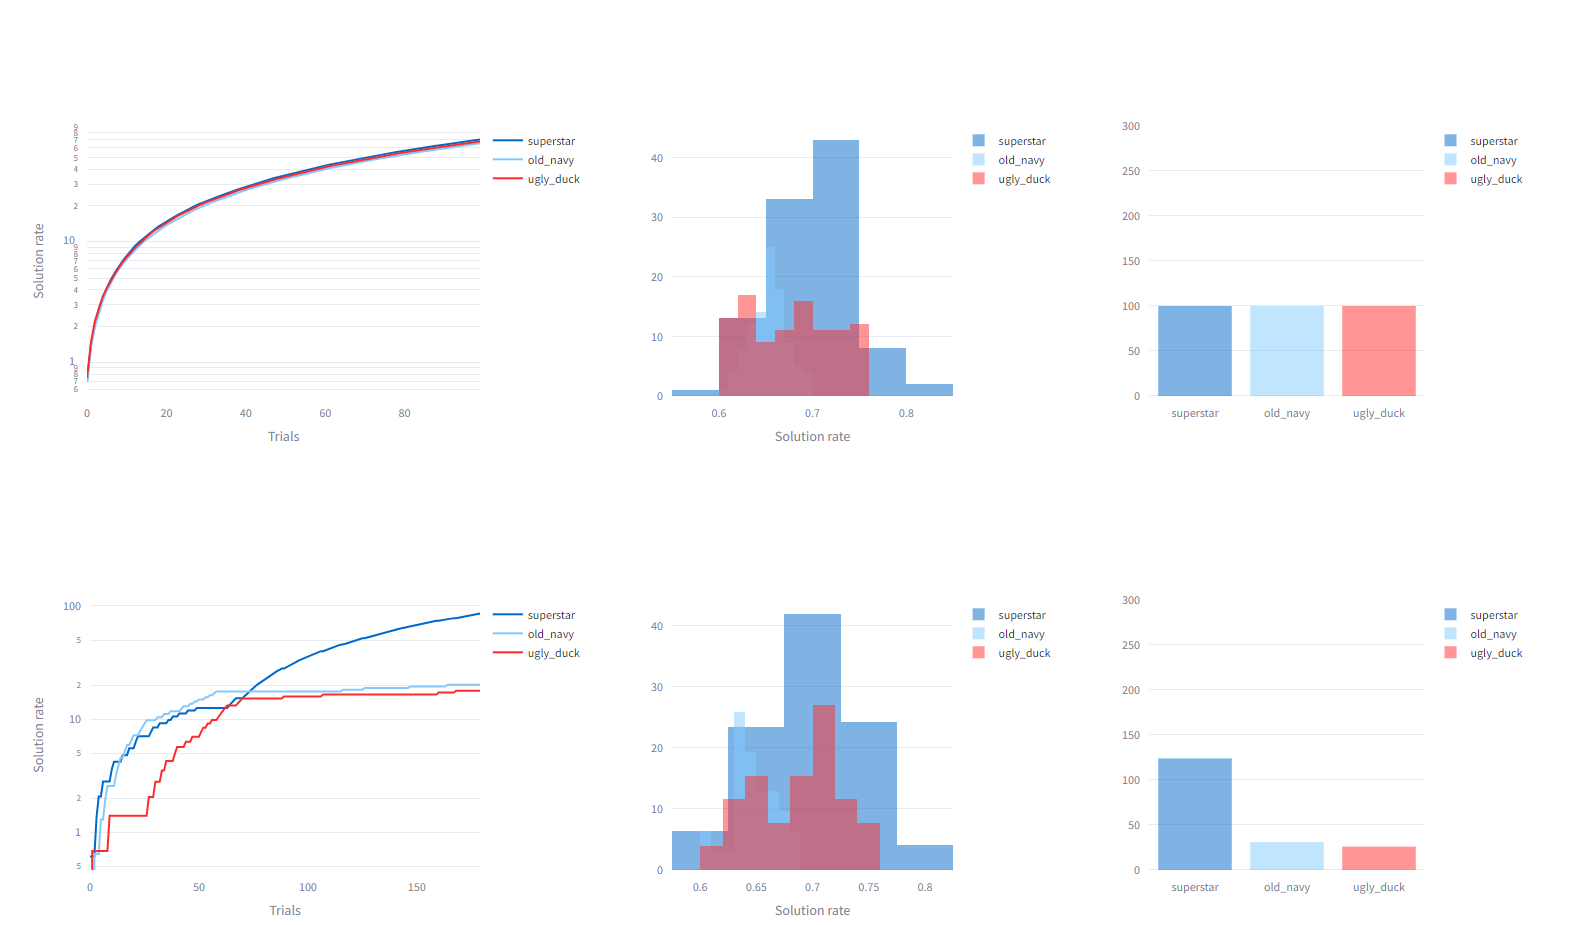 9
8
7
6
5
4
3
2
10
9
8
7
6
5
4
3
2
1
9
8
7
6
Solution rate
0 20 40 60 80
Trials
superstar
old_navy
ugly_duck
40
30
20
10
0
0.6 0.7 0.8
Solution rate
superstar
old_navy
ugly_duck
300
250
200
150
100
50
0
superstar old_navy ugly_duck
superstar
old_navy
ugly_duck
100
5
2
10
5
2
1
5
Solution rate
0 50 100 150
Trials
superstar
old_navy
ugly_duck
40
30
20
10
0
0.6 0.65 0.7 0.75 0.8
Solution rate
superstar
old_navy
ugly_duck
300
250
200
150
100
50
0
superstar old_navy ugly_duck
superstar
old_navy
ugly_duck